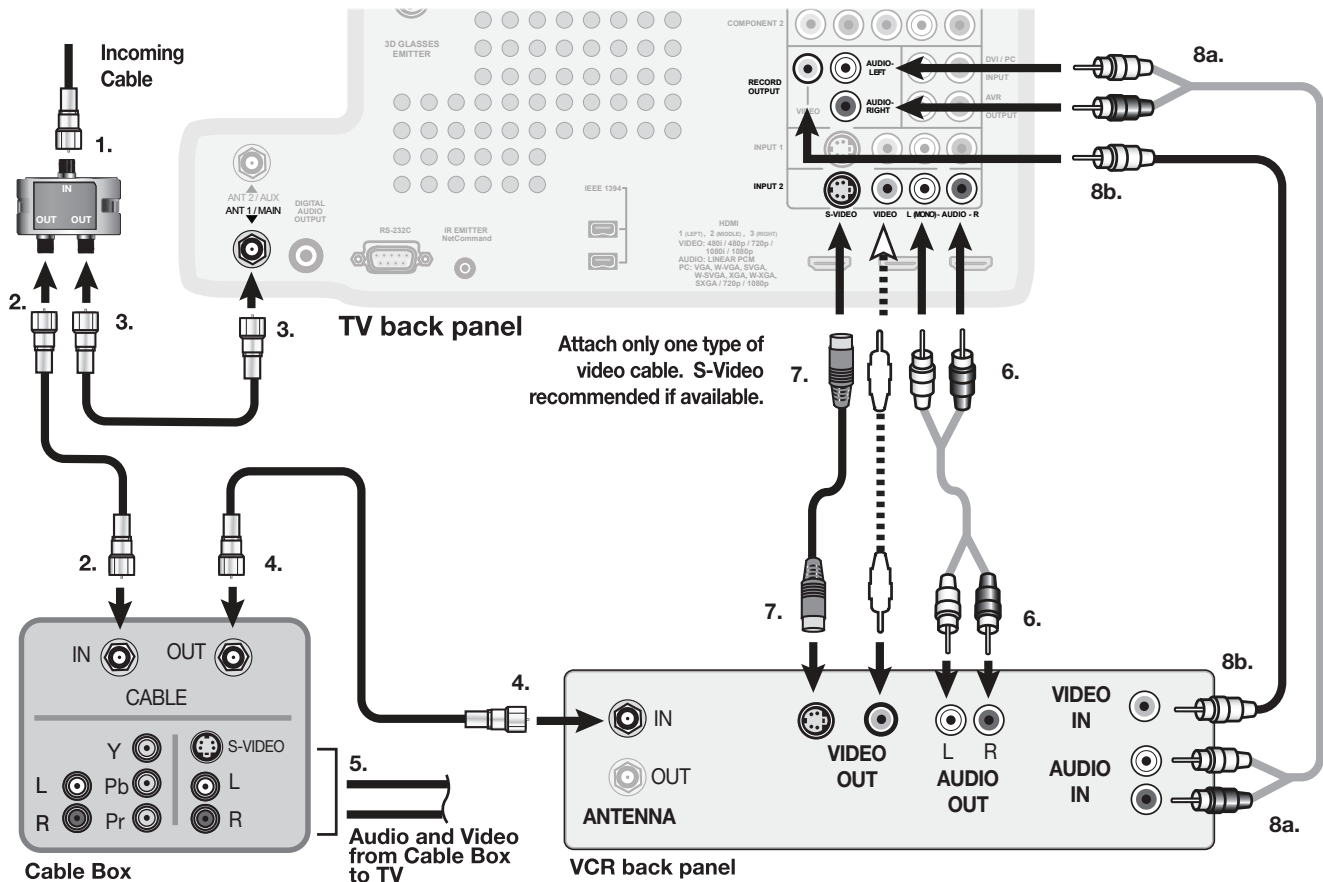 COMPONENT 2
3D GLASSES
EMITTER
Incoming
Cable
1.
IN
OUT OUT
2.
3.
ANT 2 / AUX
ANT 1 / MAIN
DIGITAL
AUDIO
OUTPUT
RS-232C
IR EMITTER
NetCommand
IEEE 1394
RECORD
OUTPUT
VIDEO
AUDIO-
LEFT
AUDIO-
RIGHT
DVI / PC
INPUT
AVR
OUTPUT
INPUT 1
INPUT 2
S-VIDEO VIDEO L (MONO)- AUDIO - R
HDMI
1 (LEFT), 2 (MIDDLE), 3 (RIGHT)
VIDEO: 480i / 480p / 720p /
1080i / 1080p
AUDIO: LINEAR PCM
PC: VGA, W-VGA, SVGA,
W-SVGA, XGA, W-XGA,
SXGA / 720p / 1080p
8a.
8b.
3.
TV back panel
Attach only one type of
video cable. S-Video
recommended if available.
7.
6.
2.
4.
7.
6.
IN OUT
CABLE
Y
L Pb
R Pr
S-VIDEO
L
R
5.
Audio and Video
from Cable Box
to TV
Cable Box
4.
IN
OUT
ANTENNA
VIDEO
OUT
L R
AUDIO
OUT
VIDEO
IN
AUDIO
IN
8b.
8a.
VCR back panel